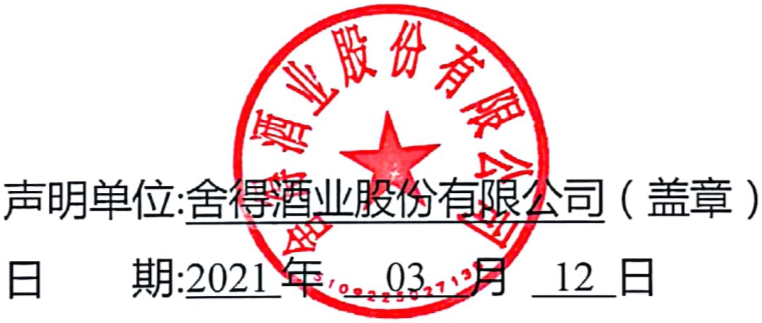 舍得酒业股份有限公司
声明单位:舍得酒业股份有限公司（盖章）
日 期:2021 年 03 月 12 日